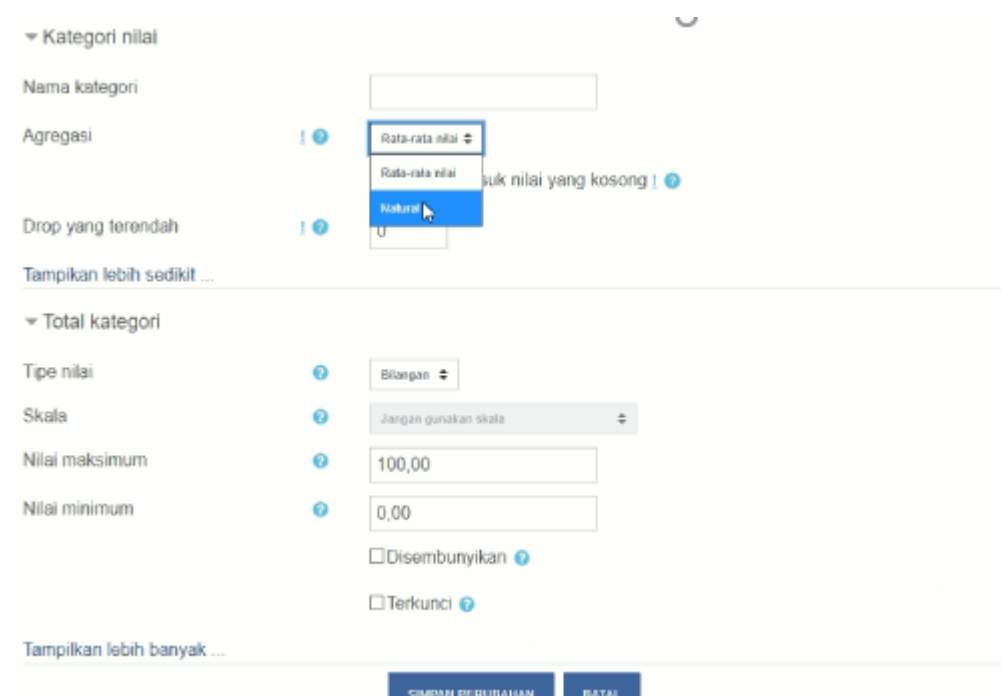 Kategori nilai
Nama kategori
Agregasi ! Rata-rata nilai
Rata-rata nilai
suk nilai yang kosong !
Natural
Drop yang terendah ! 0
Tampikan lebih sedikit ...
Total kategori
Tipe nilai Bilangan
Skala Jangan gunakan skala
Nilai maksimum 100,00
Nilai minimum 0,00
Disembunyikan
Terkunci
Tampilkan lebih banyak ...
SIMPAN PERUBAHAN BATAL